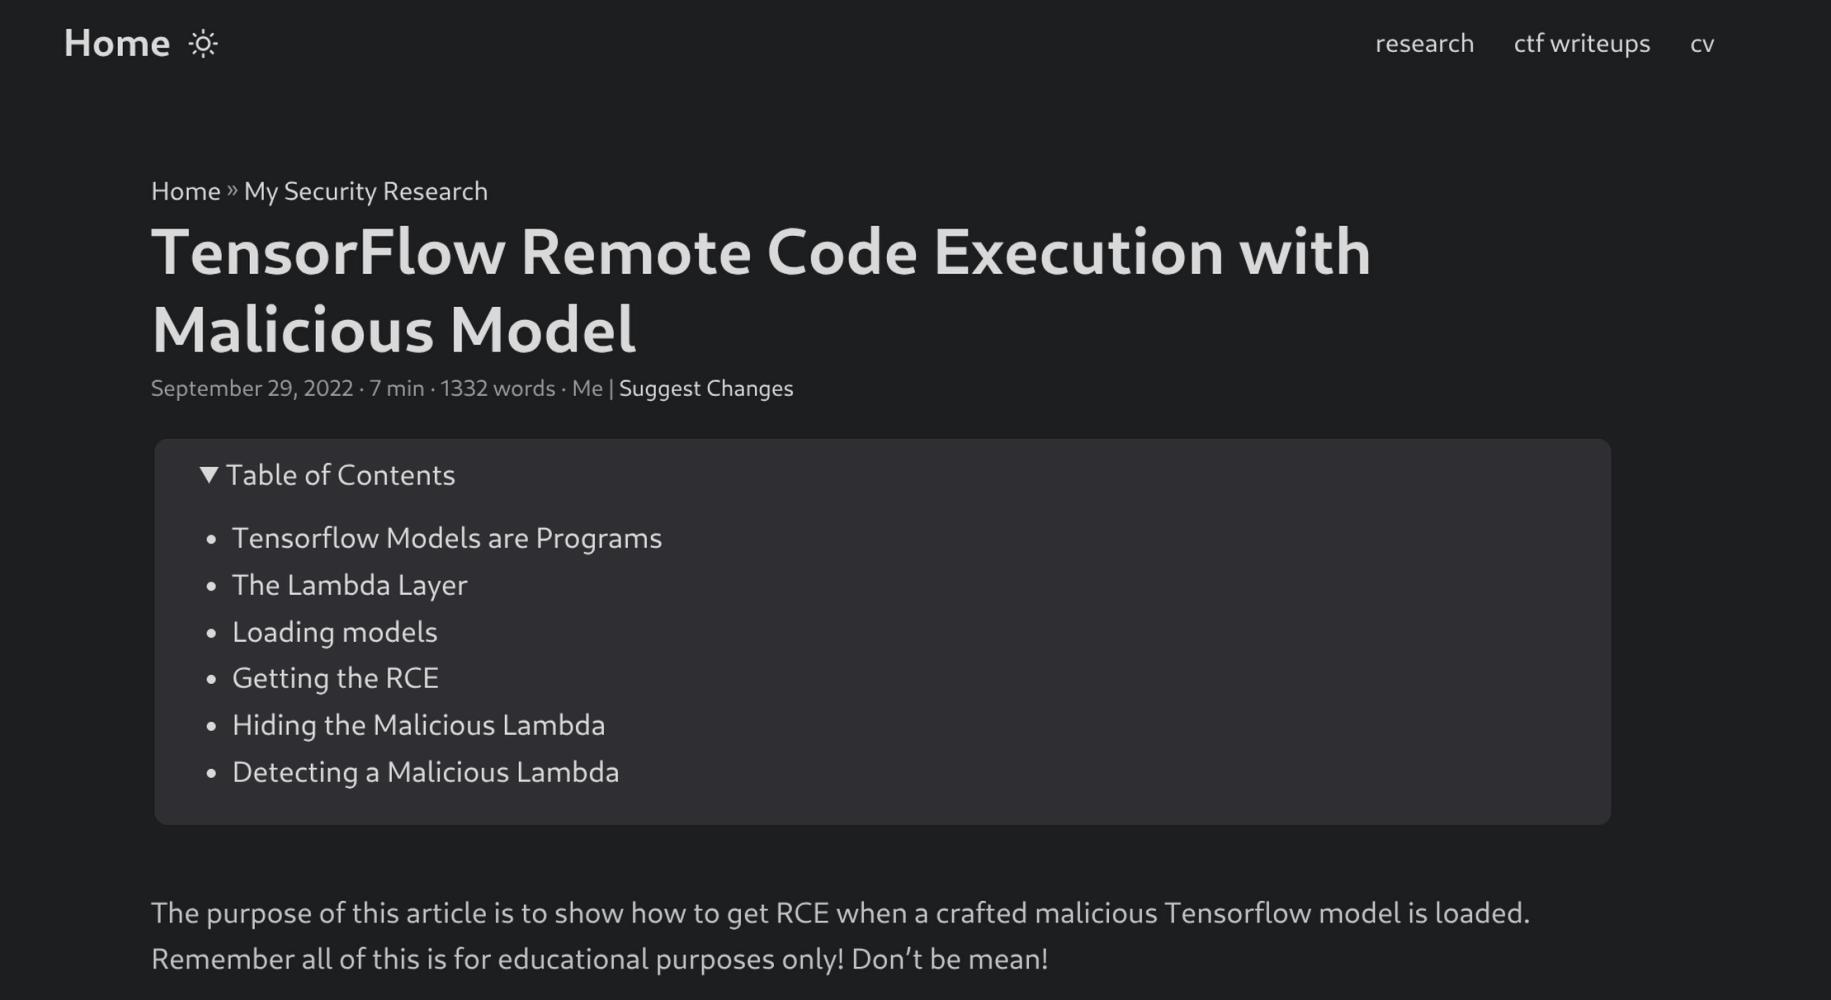 Home
research ctf writeups cv
Home » My Security Research
TensorFlow Remote Code Execution with
Malicious Model
September 29, 2022 · 7 min · 1332 words · Me | Suggest Changes
▼ Table of Contents
• Tensorflow Models are Programs
• The Lambda Layer
• Loading models
• Getting the RCE
• Hiding the Malicious Lambda
• Detecting a Malicious Lambda
The purpose of this article is to show how to get RCE when a crafted malicious Tensorflow model is loaded.
Remember all of this is for educational purposes only! Don’t be mean!